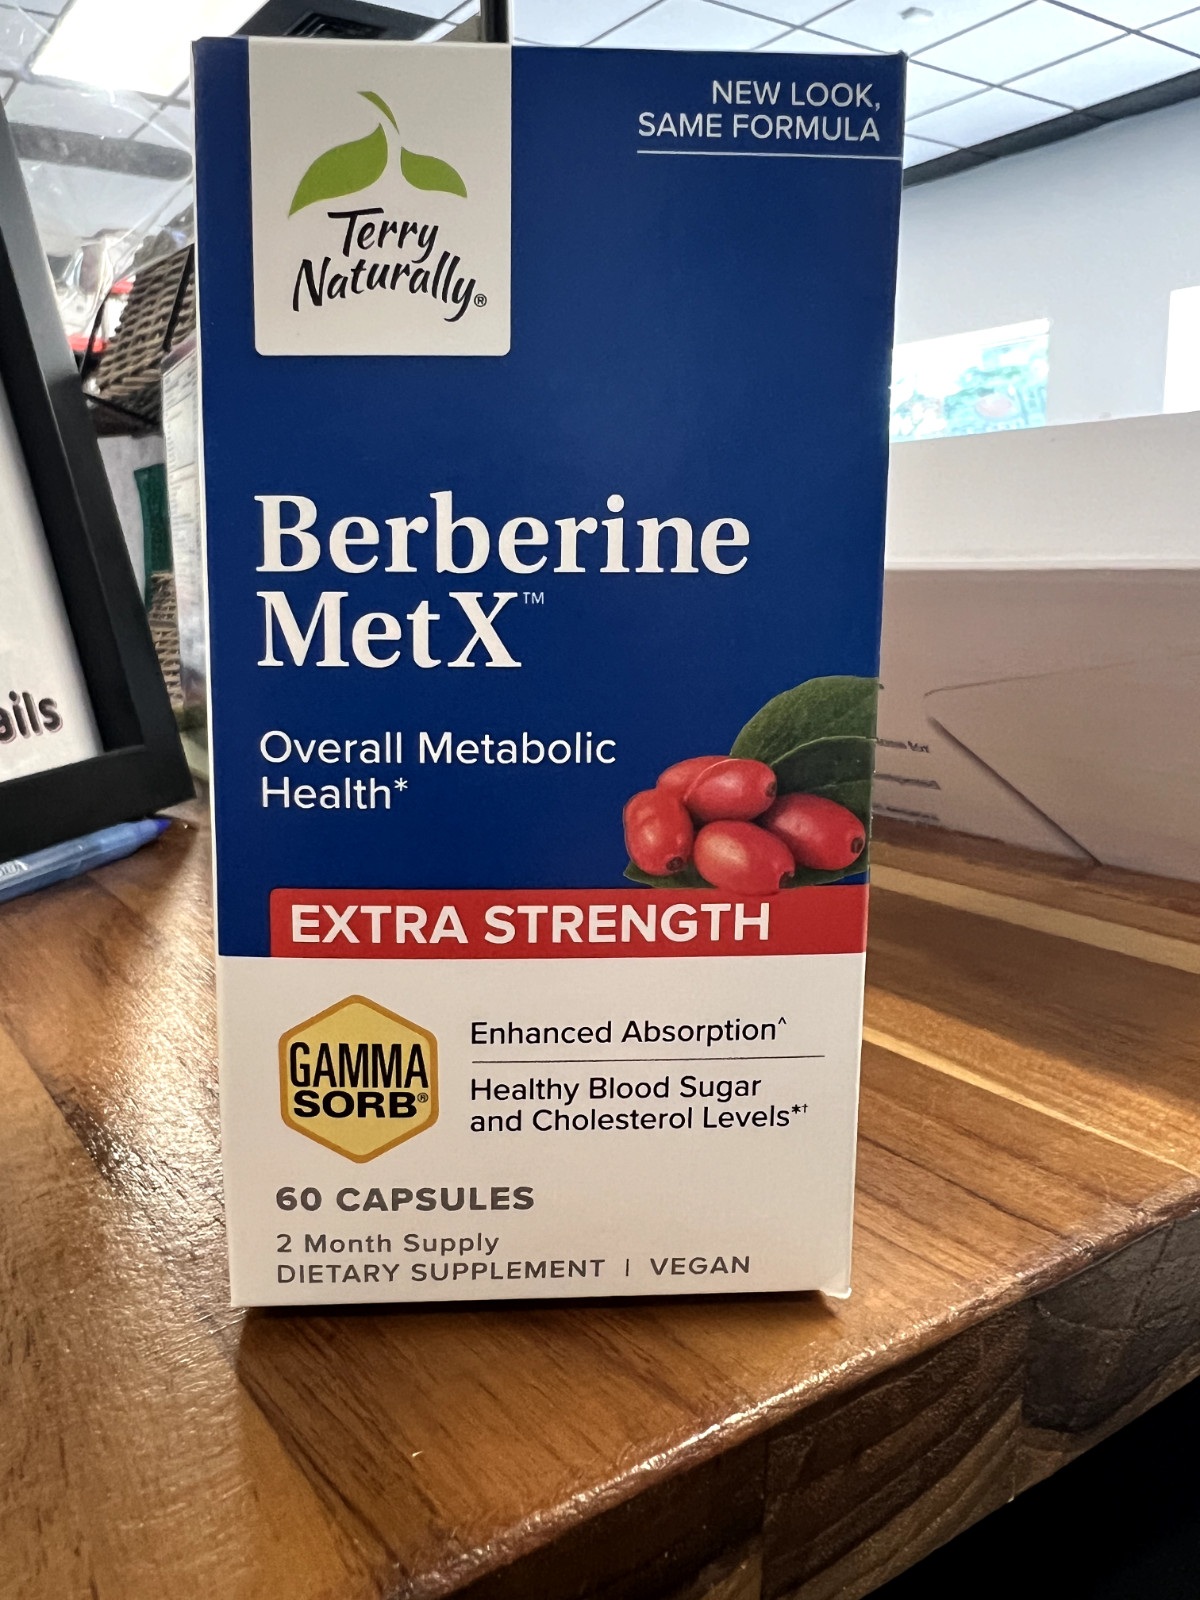 NEW LOOK,
SAME FORMULA
Terry
Naturally®
Berberine
MetX™
Overall Metabolic
Health*
EXTRA STRENGTH
GAMMA
SORB®
Enhanced Absorption^
Healthy Blood Sugar
and Cholesterol Levels*†
60 CAPSULES
2 Month Supply
DIETARY SUPPLEMENT | VEGAN
ails